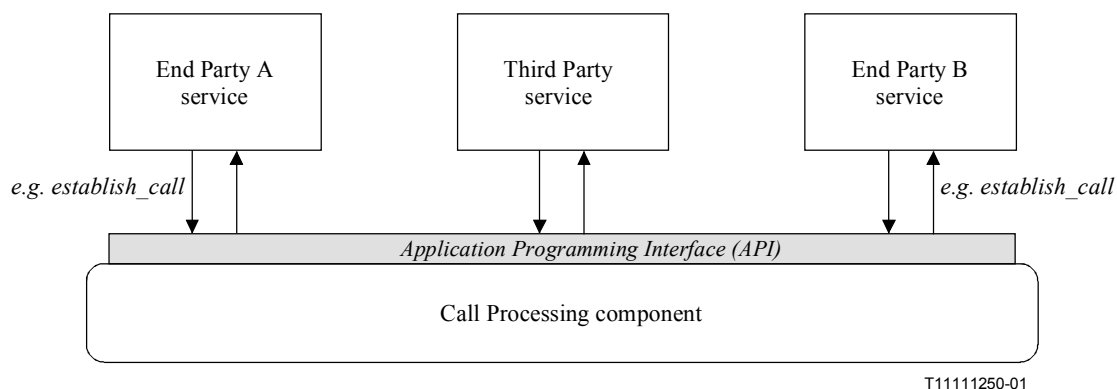 End Party A
service
Third Party
service
End Party B
service
e.g. establish_call
e.g. establish_call
Application Programming Interface (API)
Call Processing component
T11111250-01